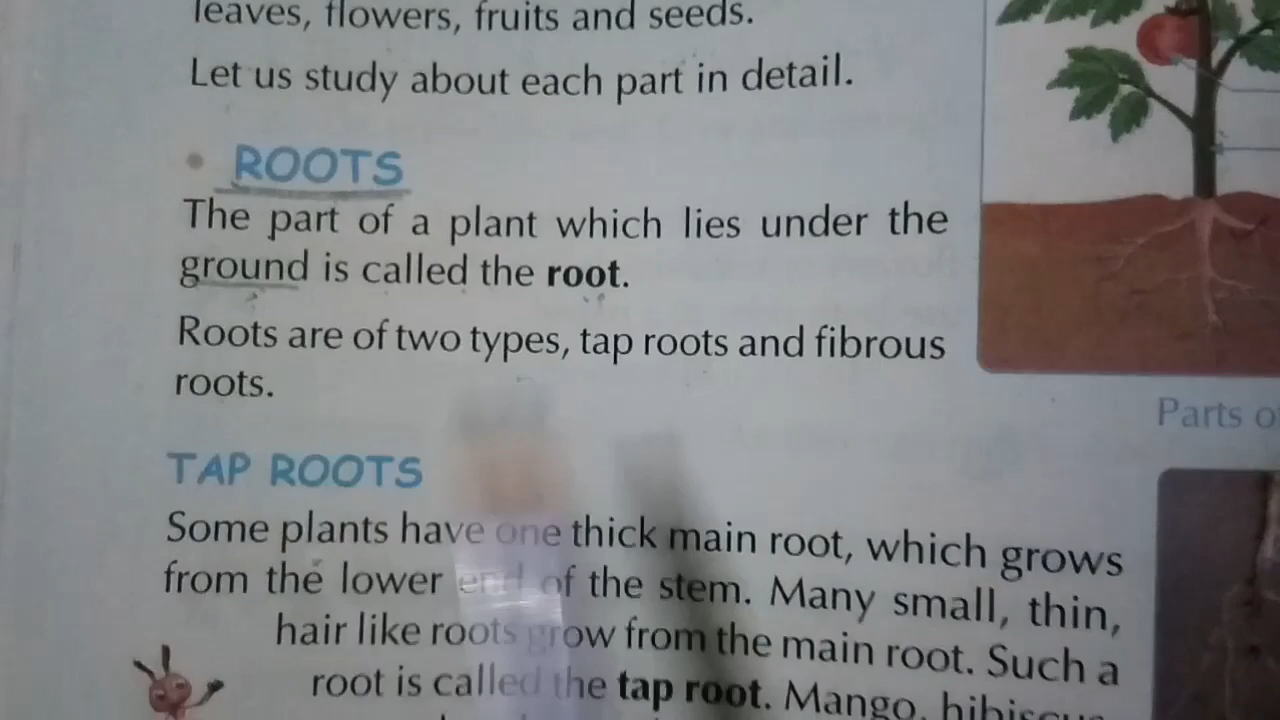 leaves, flowers, fruits and seeds.
Let us study about each part in detail.
• ROOTS
The part of a plant which lies under the
ground is called the root.
Roots are of two types, tap roots and fibrous
roots.
Parts o
TAP ROOTS
Some plants have one thick main root, which grows
from the lower end of the stem. Many small, thin,
hair like roots grow from the main root. Such a
root is called the tap root. Mango, hibiscus